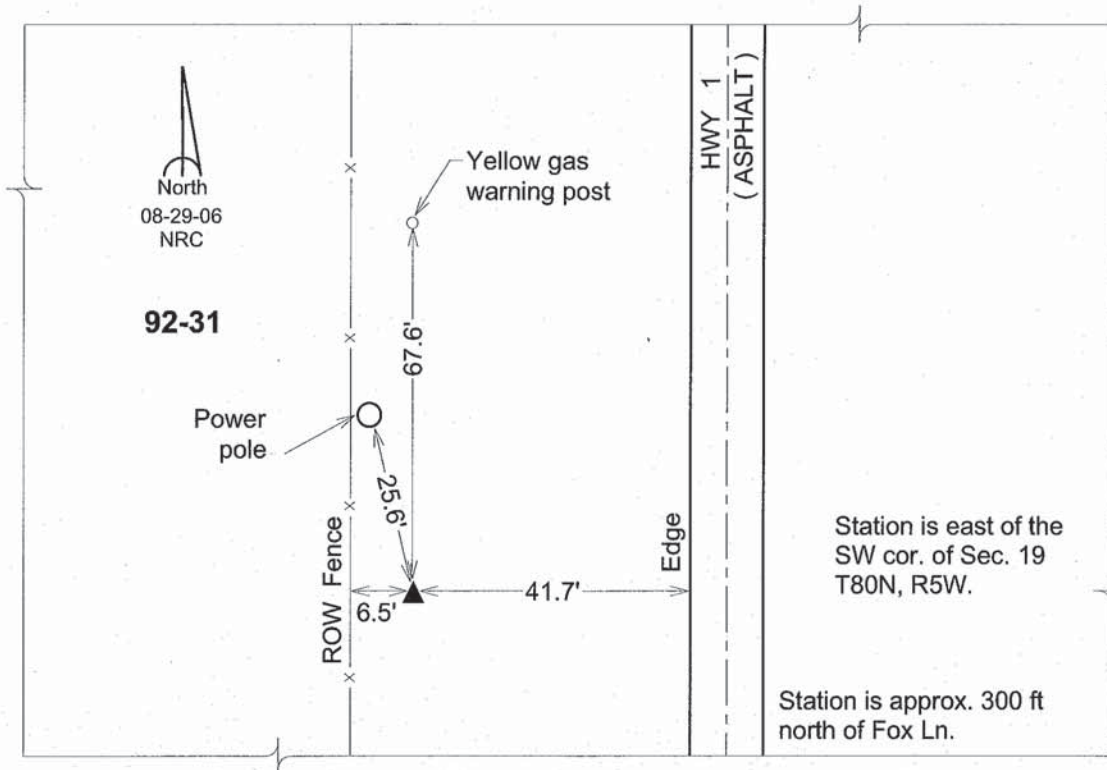 North
08-29-06
NRC
92-31
Yellow gas
warning post
67.9'
Power
pole
25.6'
ROW Fence
6.5'
41.7'
Edge
HWY 1
( ASPHALT )
Station is east of the
SW cor. of Sec. 19
T80N, R5W.
Station is approx. 300 ft
north of Fox Ln.